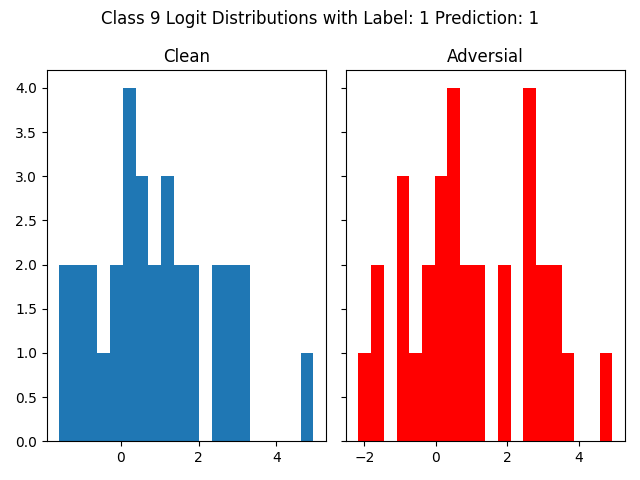 Class 9 Logit Distributions with Label: 1 Prediction: 1
Clean
Adversial
4.0
3.5
3.0
2.5
2.0
1.5
1.0
0.5
0.0
0 2 4
−2 0 2 4